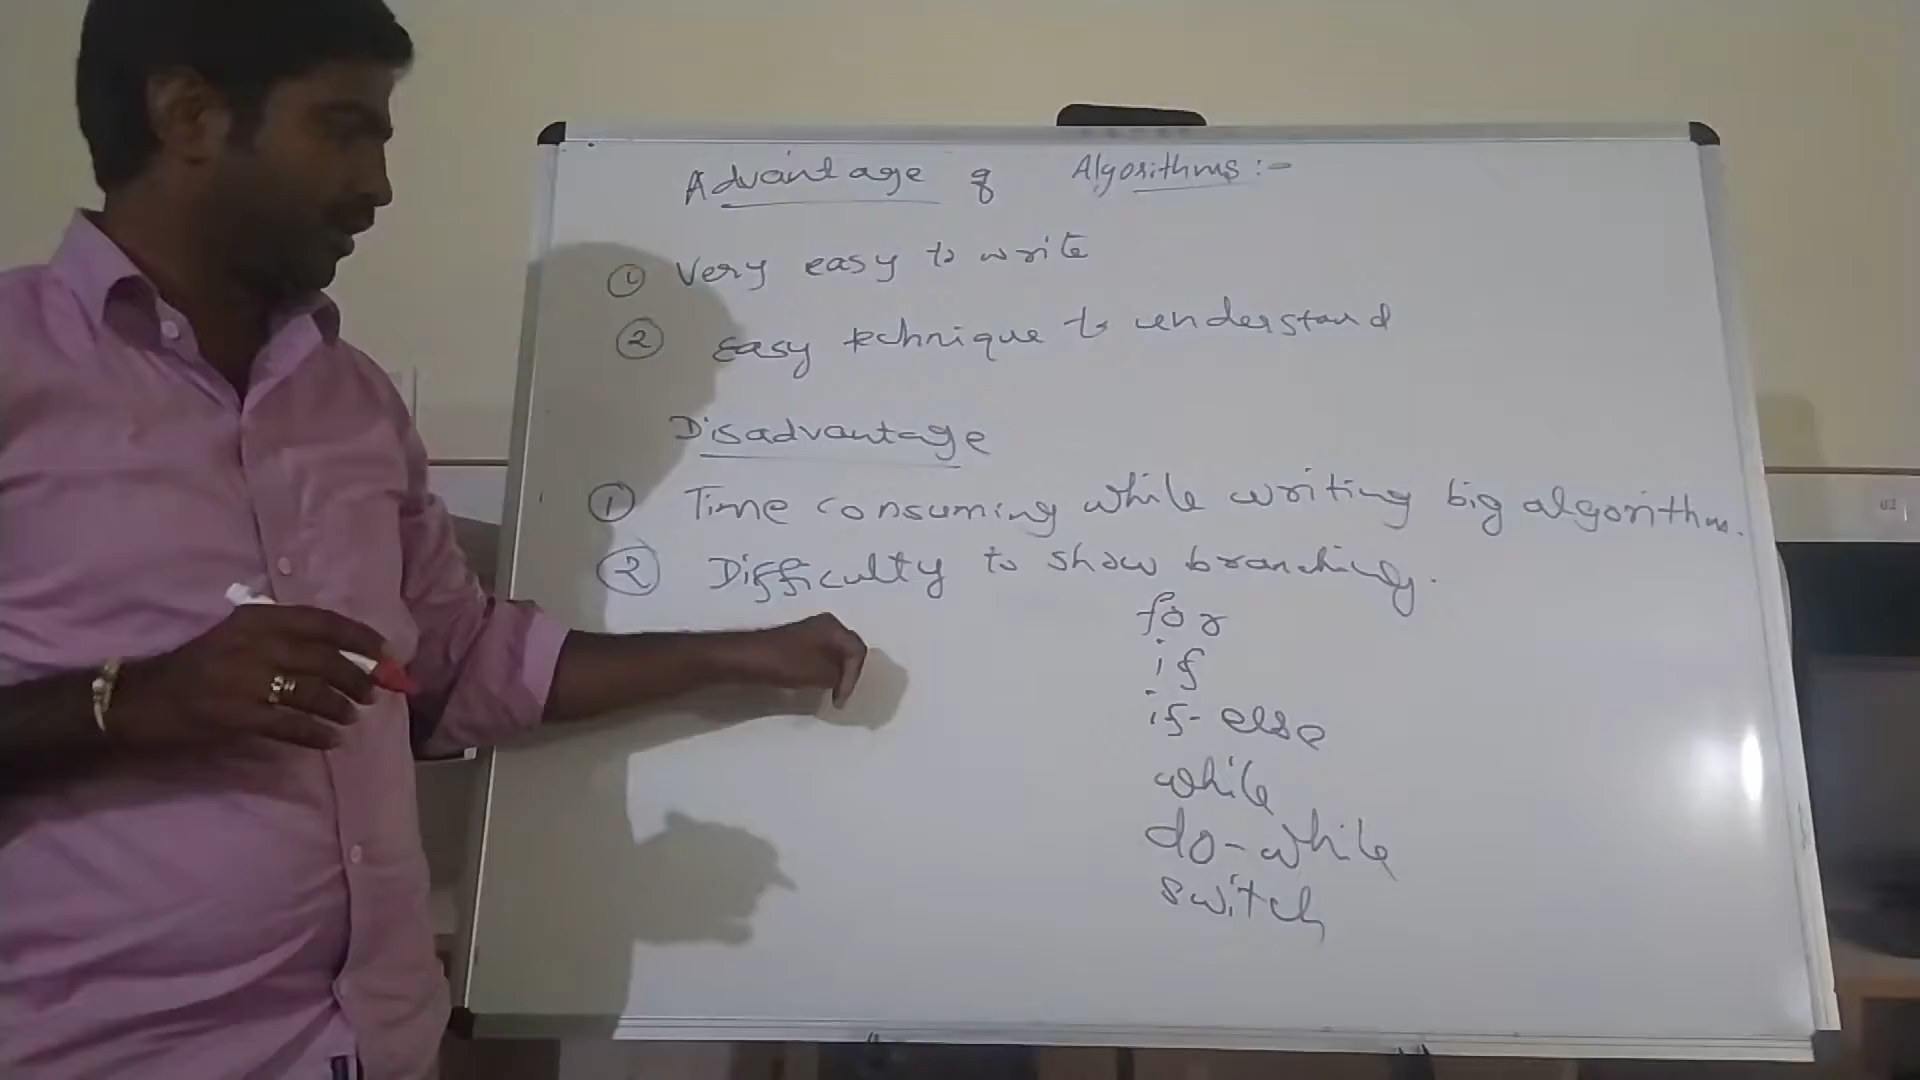 Advantage of Algorithms :-
① Very easy to write
② Easy technique to understand
Disadvantage
① Time consuming while writing big algorithms.
② Difficulty to show branching.
for
if
if-else
while
do-while
switch